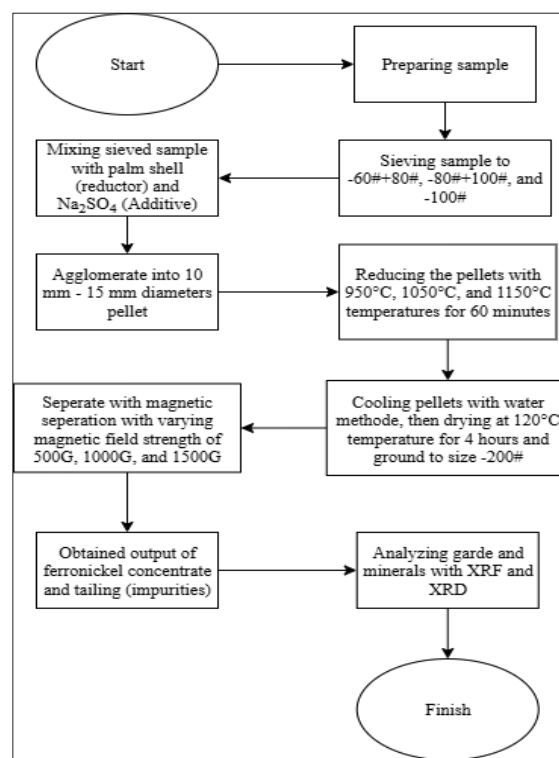 Start
Preparing sample
Sieving sample to
-60#+80#, -80#+100#, and
-100#
Mixing sieved sample
with palm shell
(reductor) and
Na₂SO₄ (Additive)
Agglomerate into 10
mm - 15 mm diameters
pellet
Reducing the pellets with
950°C, 1050°C, and 1150°C
temperatures for 60 minutes
Cooling pellets with water
methode, then drying at 120°C
temperature for 4 hours and
ground to size -200#
Seperate with magnetic
seperation with varying
magnetic field strength of
500G, 1000G, and 1500G
Obtained output of
ferronickel concentrate
and tailing (impurities)
Analyzing garde and
minerals with XRF and
XRD
Finish